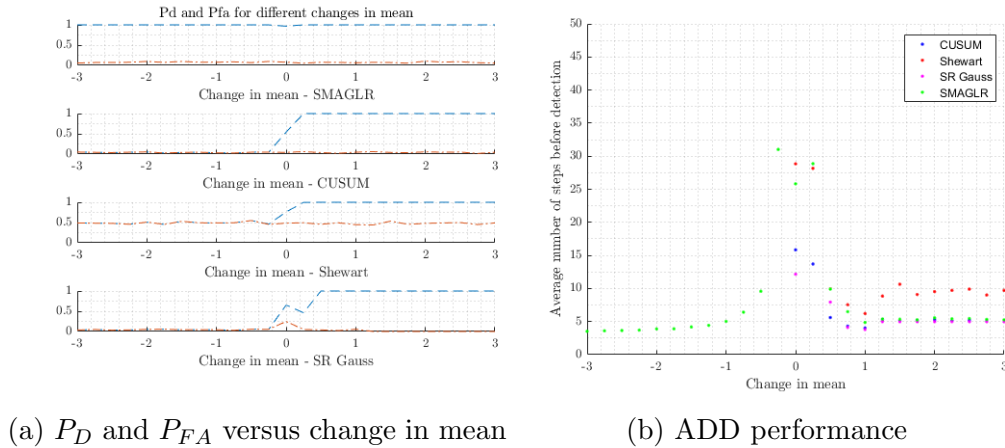 Pd and Pfa for different changes in mean
1
0.5
0
-3 -2 -1 0 1 2 3
Change in mean - SMAGLR
1
0.5
0
-3 -2 -1 0 1 2 3
Change in mean - CUSUM
1
0.5
0
-3 -2 -1 0 1 2 3
Change in mean - Shewart
1
0.5
0
-3 -2 -1 0 1 2 3
Change in mean - SR Gauss
(a) P_D and P_FA versus change in mean
Average number of steps before detection
50
45
40
35
30
25
20
15
10
5
0
-3 -2 -1 0 1 2 3
Change in mean
CUSUM
Shewart
SR Gauss
SMAGLR
(b) ADD performance